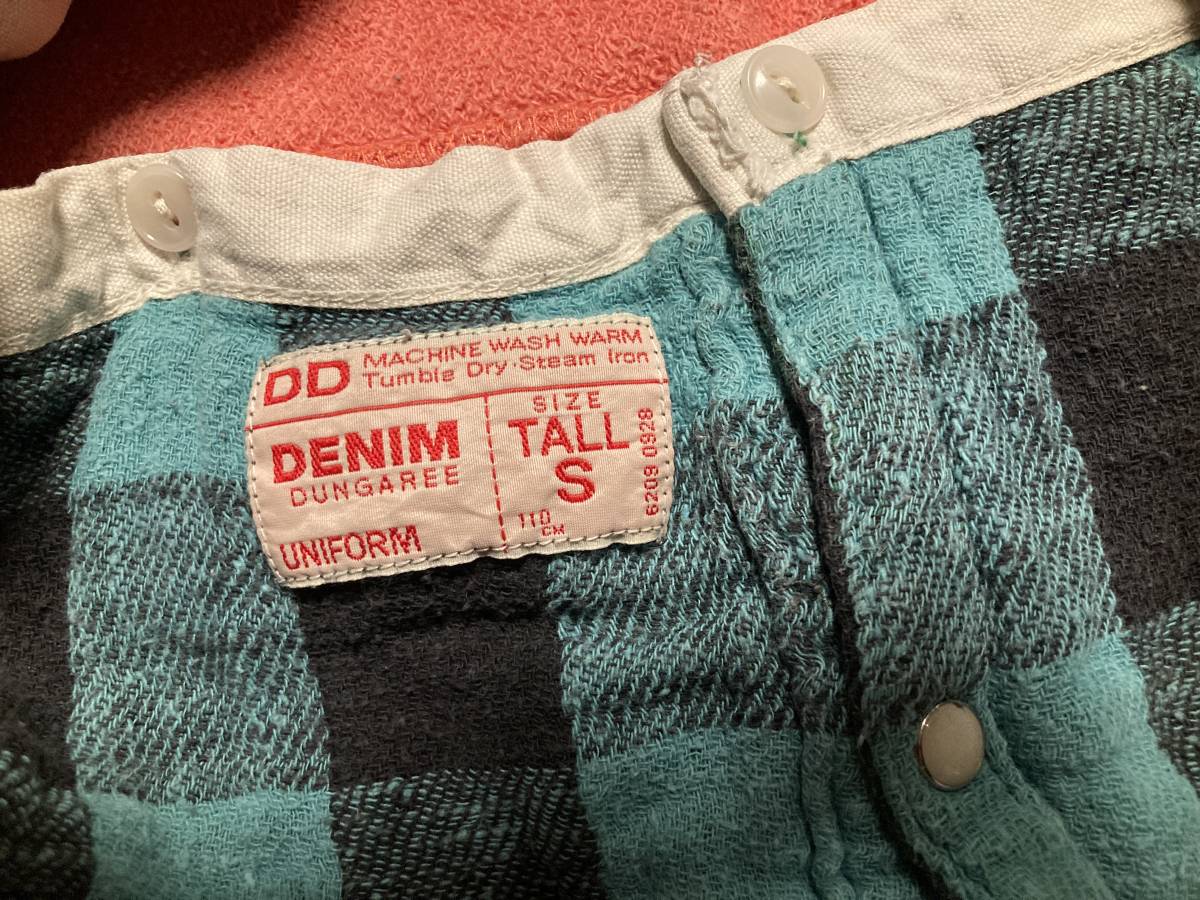 DD
MACHINE WASH WARM
Tumble Dry·Steam Iron
DENIM
DUNGAREE
UNIFORM
SIZE
TALL
S
110
CM
6209 0928